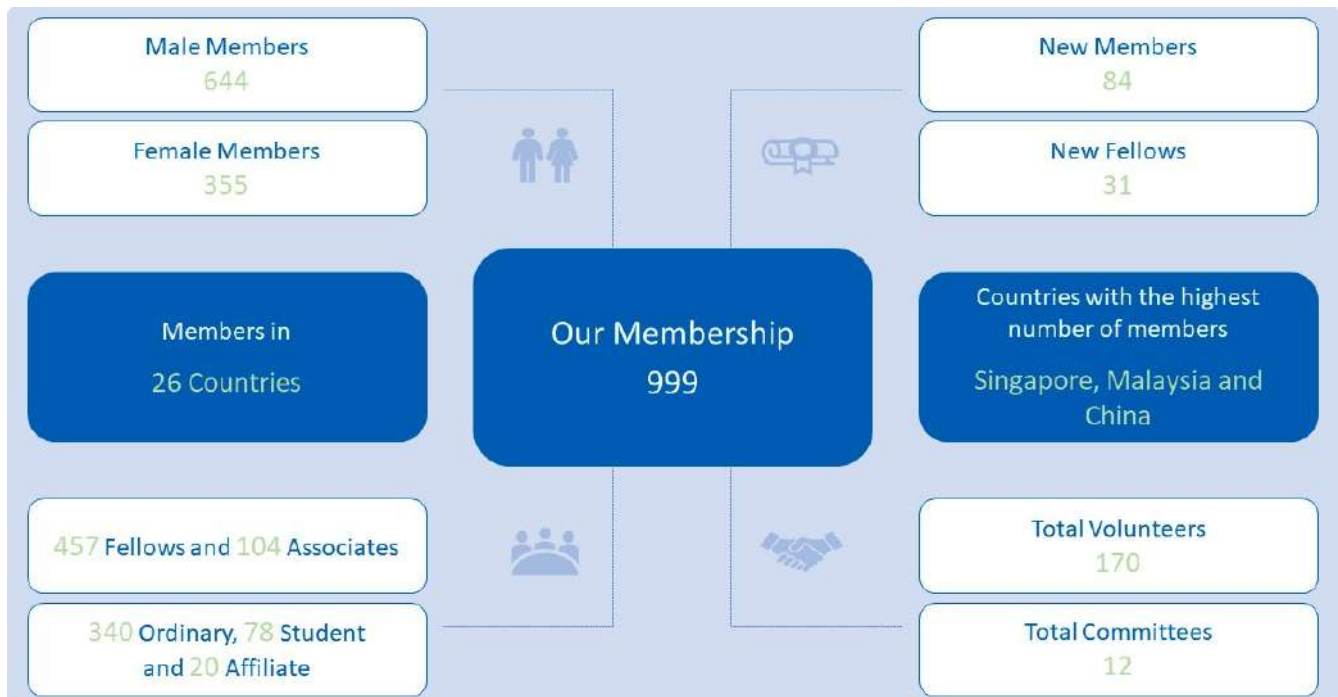 Male Members
644
Female Members
355
Members in
26 Countries
457 Fellows and 104 Associates
340 Ordinary, 78 Student
and 20 Affiliate
Our Membership
999
New Members
84
New Fellows
31
Countries with the highest
number of members
Singapore, Malaysia and
China
Total Volunteers
170
Total Committees
12